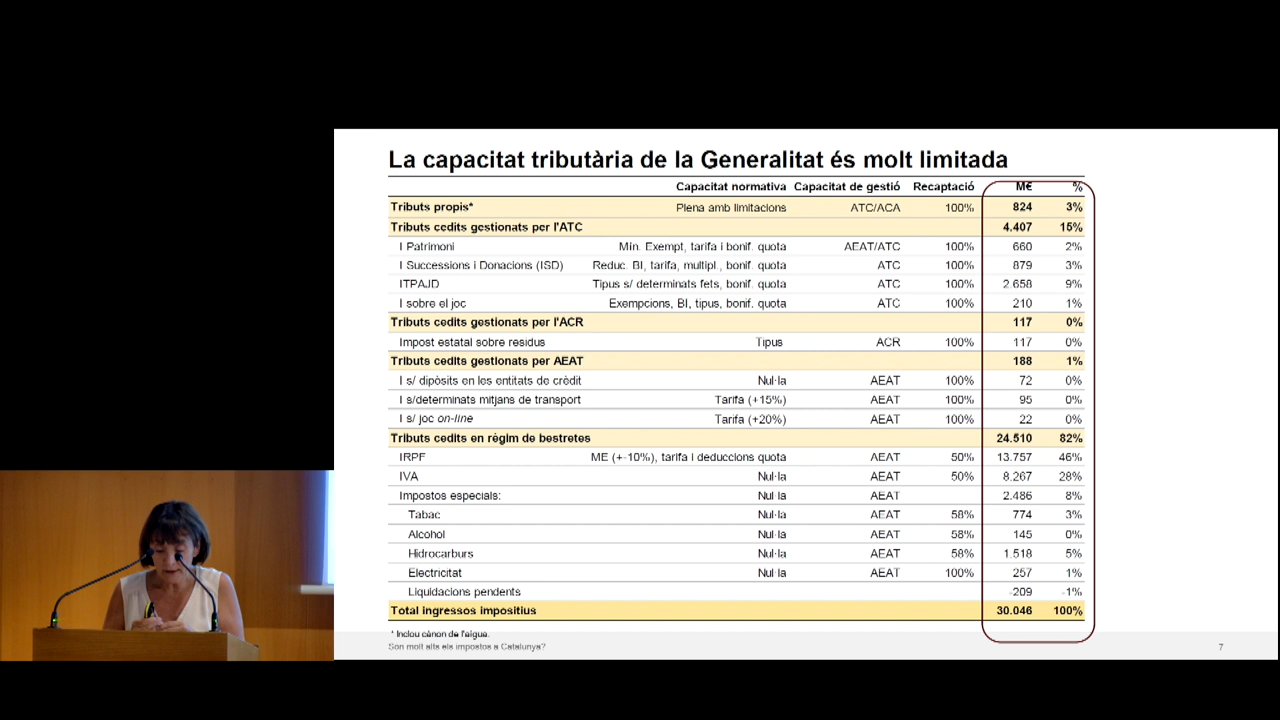 La capacitat tributària de la Generalitat és molt limitada
Capacitat normativa Capacitat de gestió Recaptació M€ %
Tributs propis* Plena amb limitacions ATC/ACA 100% 824 3%
Tributs cedits gestionats per l'ATC 4.407 15%
I Patrimoni Mín. Exempt, tarifa i bonif. quota AEAT/ATC 100% 660 2%
I Successions i Donacions (ISD) Reduc. BI, tarifa, multipl., bonif. quota ATC 100% 879 3%
ITPAJD Tipus s/ determinats fets, bonif. quota ATC 100% 2.658 9%
I sobre el joc Exempcions, BI, tipus, bonif. quota ATC 100% 210 1%
Tributs cedits gestionats per l'ACR 117 0%
Impost estatal sobre residus Tipus ACR 100% 117 0%
Tributs cedits gestionats per AEAT 188 1%
I s/ dipòsits en les entitats de crèdit Nul·la AEAT 100% 72 0%
I s/determinats mitjans de transport Tarifa (+15%) AEAT 100% 95 0%
I s/ joc on-line Tarifa (+20%) AEAT 100% 22 0%
Tributs cedits en règim de bestretes 24.510 82%
IRPF ME (+-10%), tarifa i deduccions quota AEAT 50% 13.757 46%
IVA Nul·la AEAT 50% 8.267 28%
Impostos especials: Nul·la AEAT 2.486 8%
Tabac Nul·la AEAT 58% 774 3%
Alcohol Nul·la AEAT 58% 145 0%
Hidrocarburs Nul·la AEAT 58% 1.518 5%
Electricitat Nul·la AEAT 100% 257 1%
Liquidacions pendents -209 -1%
Total ingressos impositius 30.046 100%
* Inclou cànon de l'aigua.
Son molt alts els impostos a Catalunya? 7